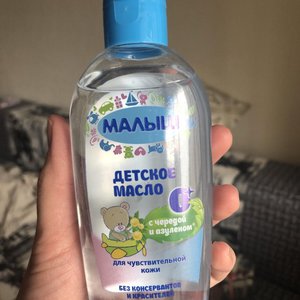 МАЛЫШ
ДЕТСКОЕ
МАСЛО
0+
с чередой
и азуленом
для чувствительной
кожи
БЕЗ КОНСЕРВАНТОВ
И КРАСИТЕЛЕЙ